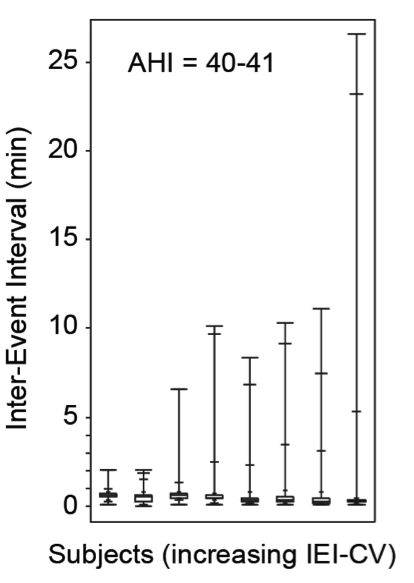 Inter-Event Interval (min)
AHI = 40-41
25
20
15
10
5
0
Subjects (increasing IEI-CV)